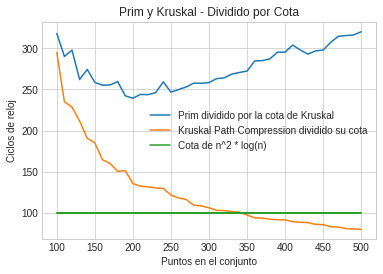 Prim y Kruskal - Dividido por Cota
Ciclos de reloj
300
250
200
150
100
Prim dividido por la cota de Kruskal
Kruskal Path Compression dividido su cota
Cota de n^2 * log(n)
100 150 200 250 300 350 400 450 500
Puntos en el conjunto